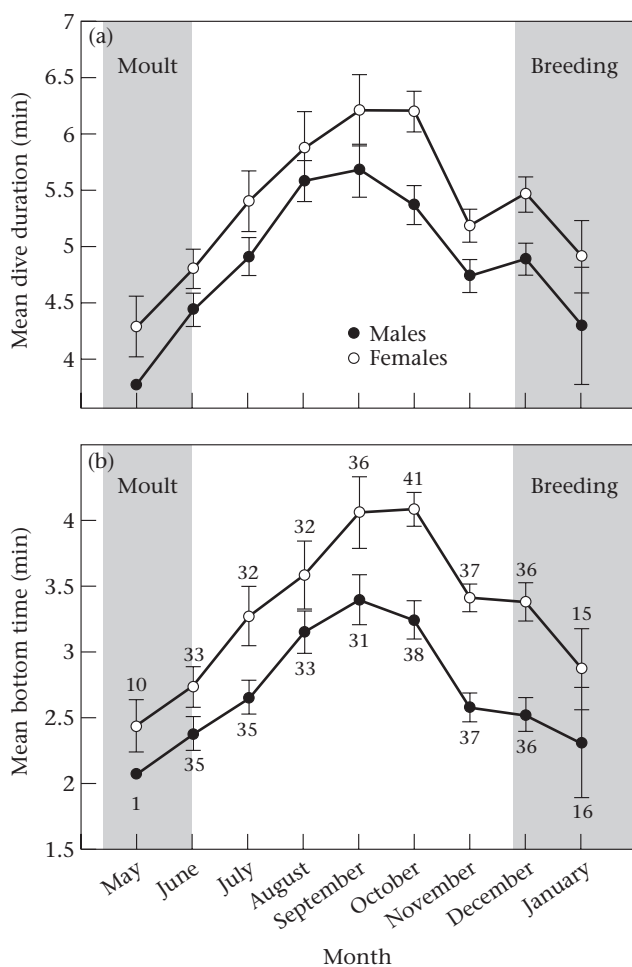 (a)
Moult
Breeding
7
6.5
6
5.5
5
4.5
4
Mean dive duration (min)
Males
Females
(b)
Moult
Breeding
4
3.5
3
2.5
2
1.5
Mean bottom time (min)
10
33
32
32
36
41
37
36
15
1
35
35
33
31
38
37
36
16
May
June
July
August
September
October
November
December
January
Month